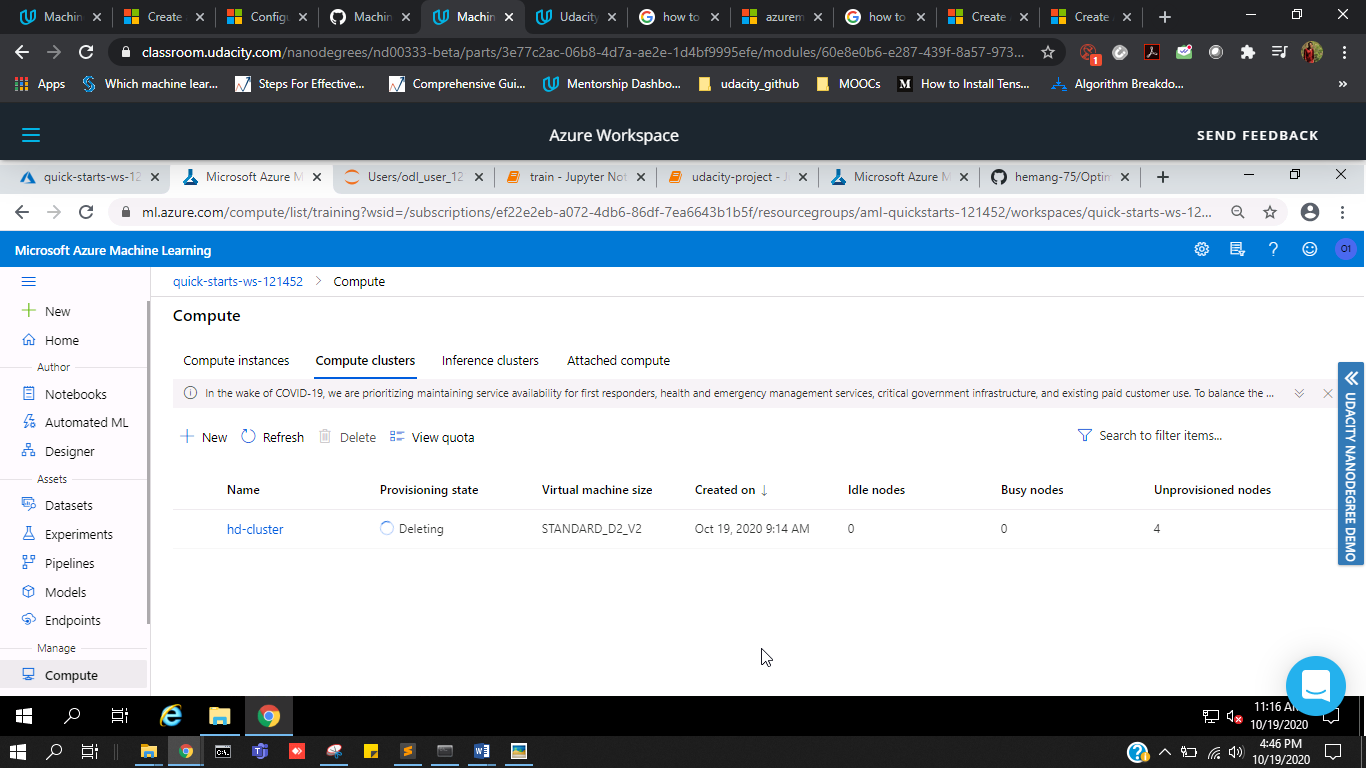 Machin
Create
Configu
Machin
Machin
Udacity
how to
azurem
how to
Create
Create
classroom.udacity.com/nanodegrees/nd00333-beta/parts/3e77c2ac-06b8-4d7a-ae2e-1d4bf9995efe/modules/60e8e0b6-e287-439f-8a57-973...
1
Apps
Which machine lear...
Steps For Effective...
Comprehensive Gui...
Mentorship Dashbo...
udacity_github
MOOCs
M How to Install Tens...
Algorithm Breakdo...
»
Azure Workspace
SEND FEEDBACK
quick-starts-ws-12
Microsoft Azure M
Users/odl_user_12
train - Jupyter Not
udacity-project - J
Microsoft Azure M
hemang-75/Optim
ml.azure.com/compute/list/training?wsid=/subscriptions/ef22e2eb-a072-4db6-86df-7ea6643b1b5f/resourcegroups/aml-quickstarts-121452/workspaces/quick-starts-ws-12...
Microsoft Azure Machine Learning
O1
quick-starts-ws-121452 > Compute
New
Home
Author
Notebooks
Automated ML
Designer
Assets
Datasets
Experiments
Pipelines
Models
Endpoints
Manage
Compute
Compute
Compute instances
Compute clusters
Inference clusters
Attached compute
In the wake of COVID-19, we are prioritizing maintaining service availability for first responders, health and emergency management services, critical government infrastructure, and existing paid customer use. To balance the ...
New
Refresh
Delete
View quota
Search to filter items...
Name Provisioning state Virtual machine size Created on ↓ Idle nodes Busy nodes Unprovisioned nodes
hd-cluster Deleting STANDARD_D2_V2 Oct 19, 2020 9:14 AM 0 0 4
UDACITY NANODEGREE DEMO
11:16 AM
10/19/2020
4:46 PM
10/19/2020